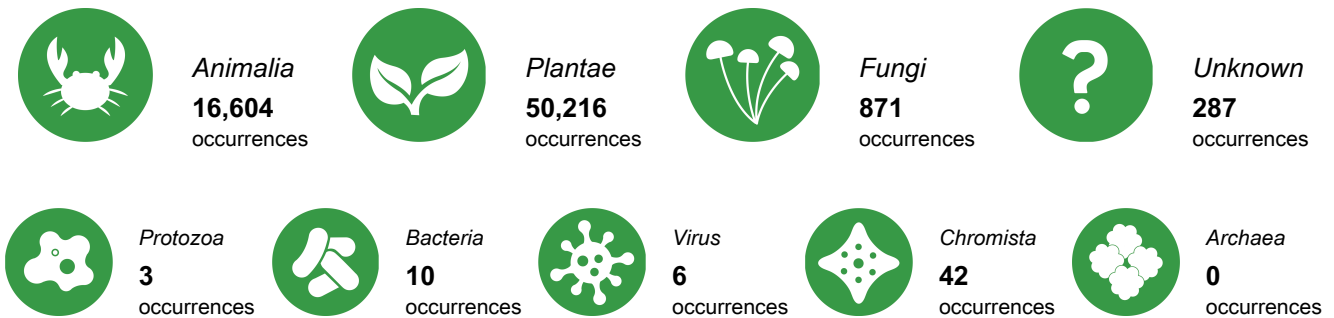 Animalia
16,604
occurrences
Plantae
50,216
occurrences
Fungi
871
occurrences
?
Unknown
287
occurrences
Protozoa
3
occurrences
Bacteria
10
occurrences
Virus
6
occurrences
Chromista
42
occurrences
Archaea
0
occurrences